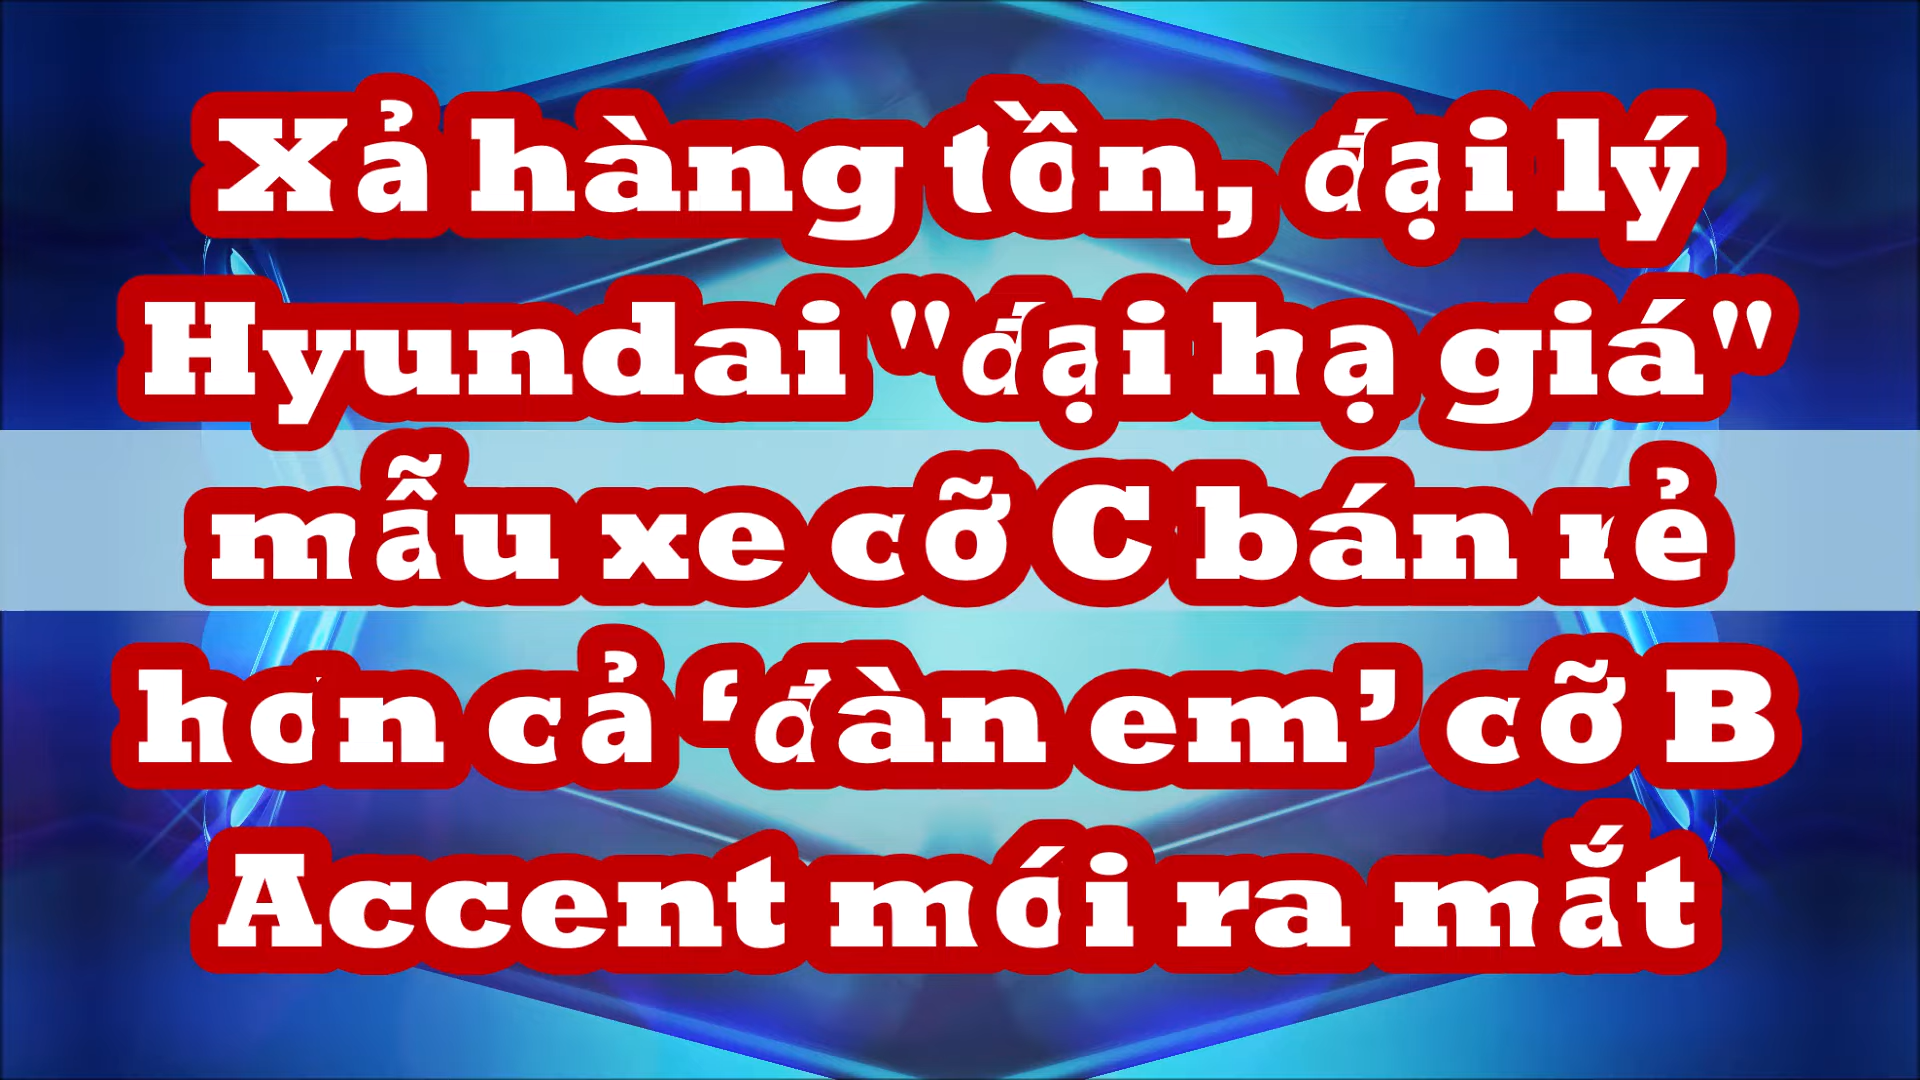 Xả hàng tồn, đại lý
Hyundai "đại hạ giá"
mẫu xe cỡ C bán rẻ
hơn cả ‘đàn em’ cỡ B
Accent mới ra mắt